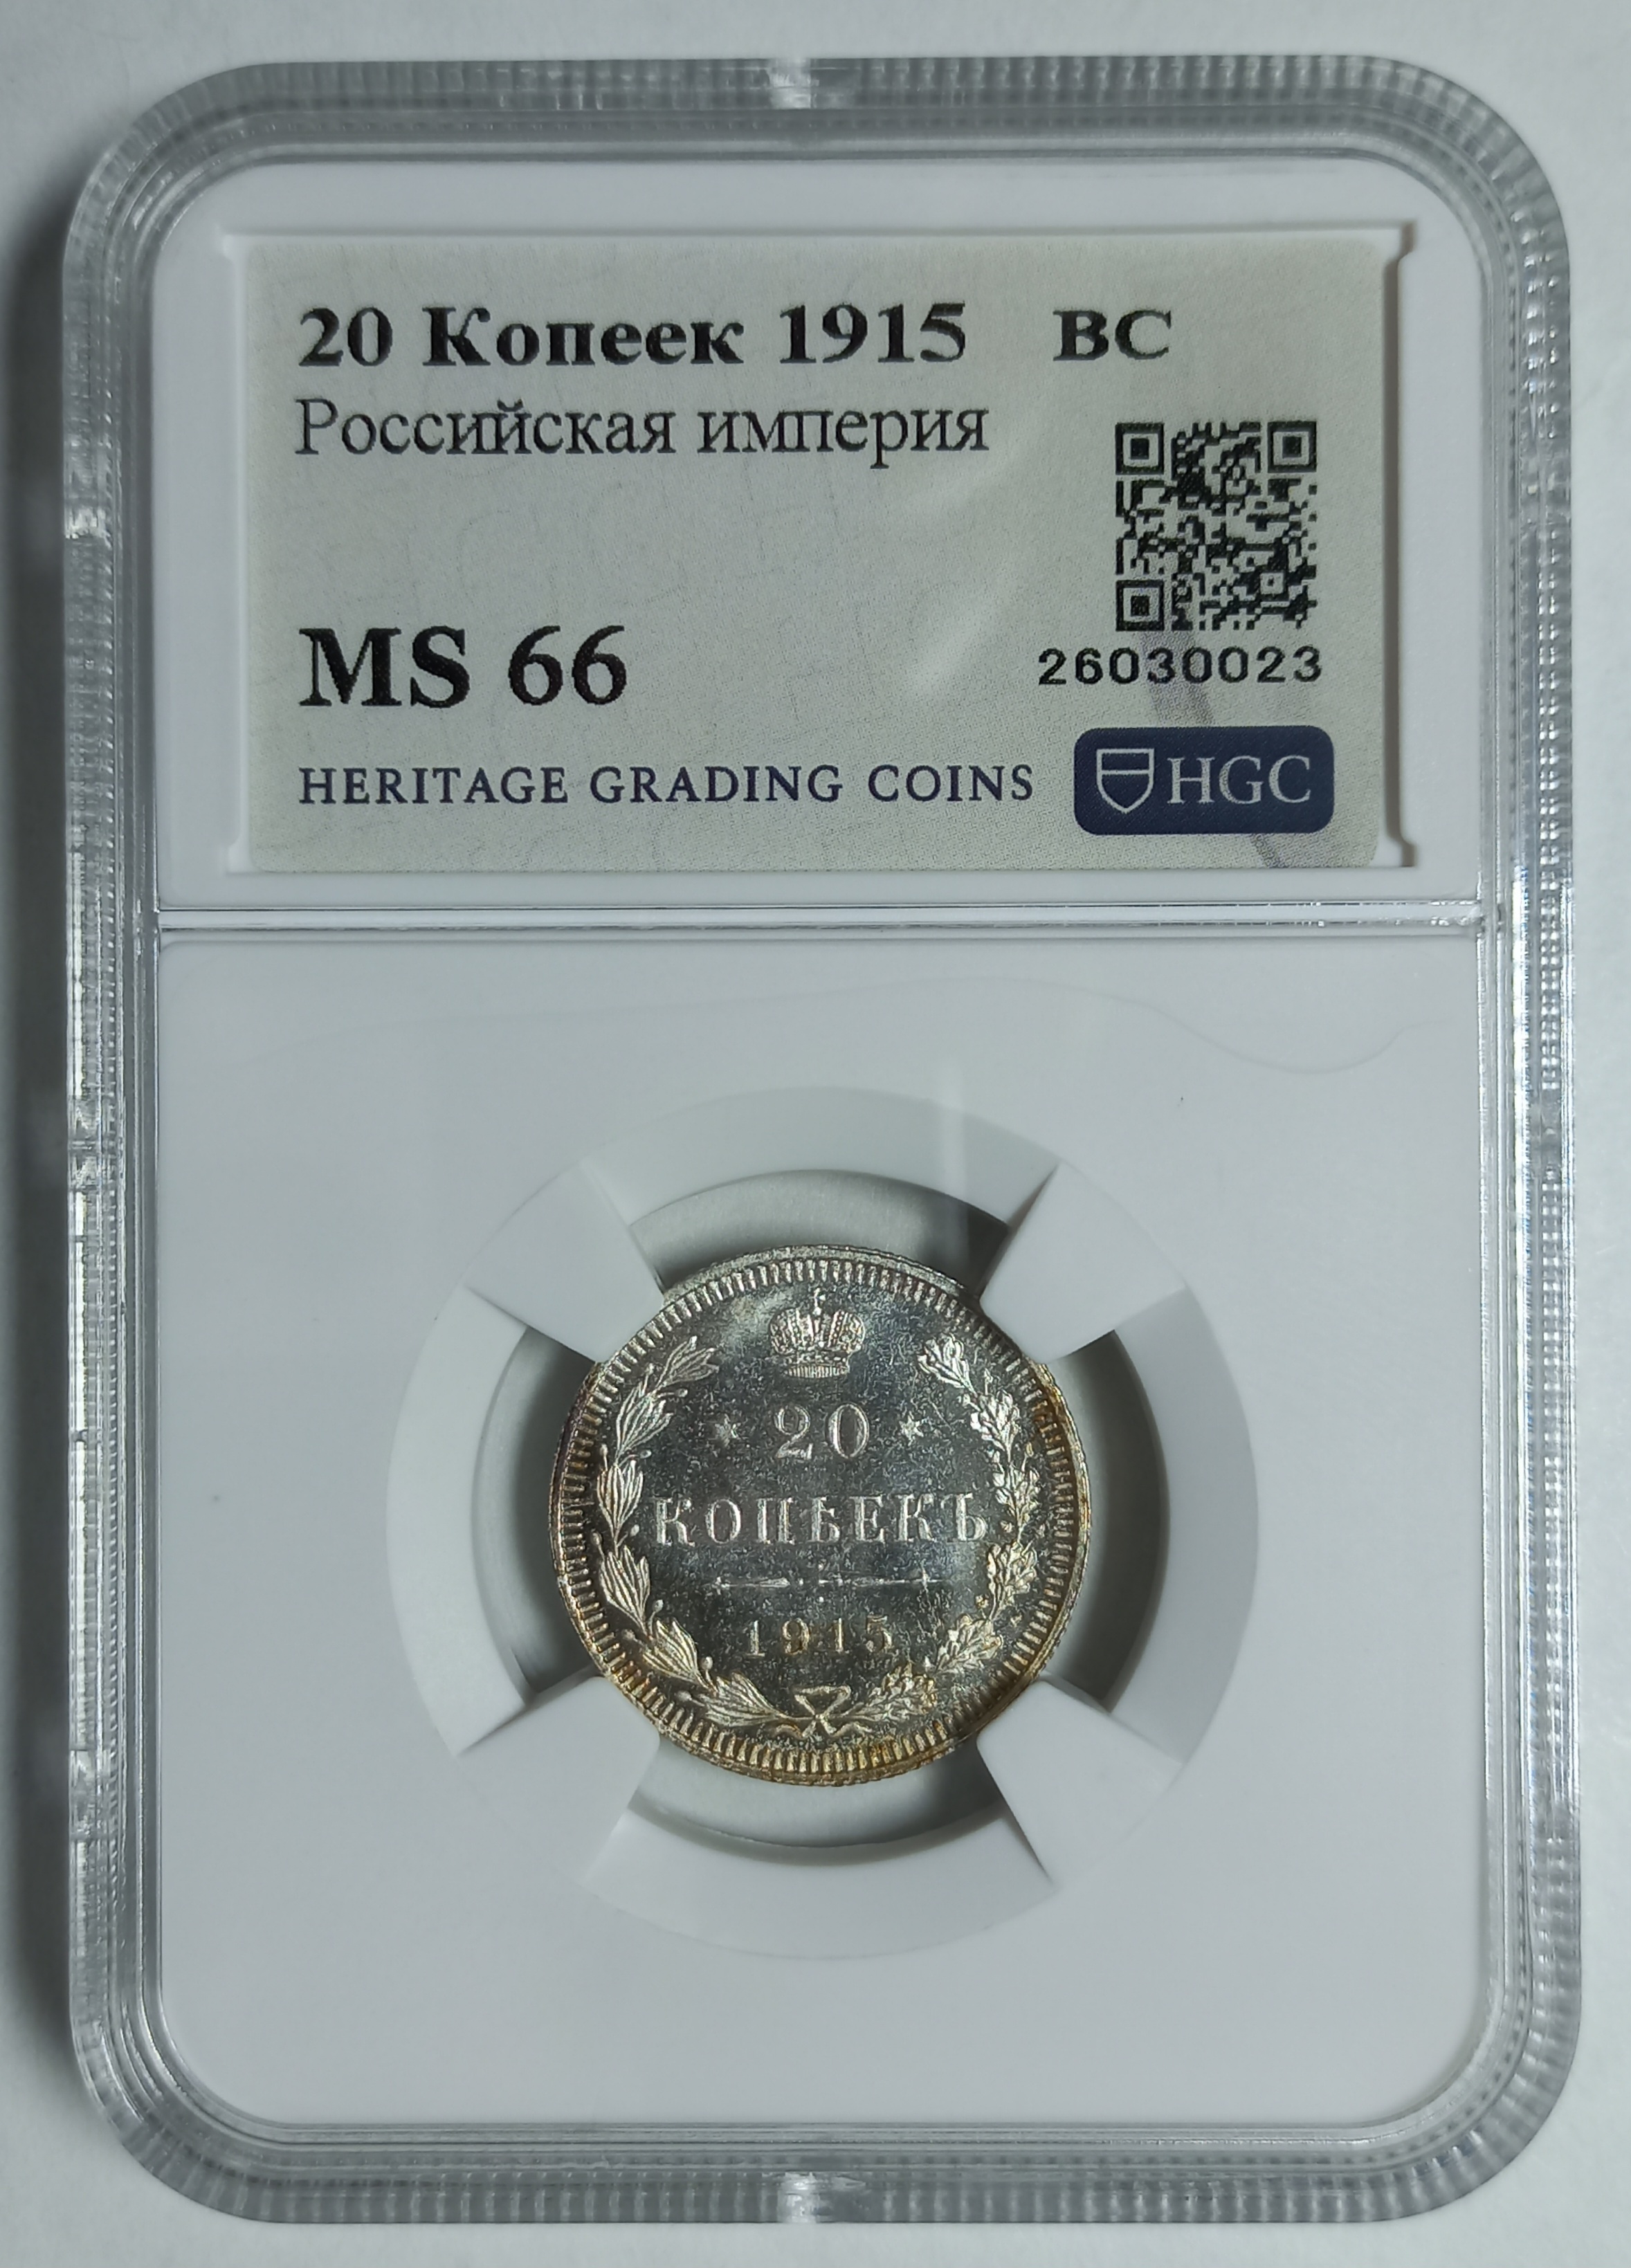 20 Копеек 1915 ВС
Российская империя
MS 66
26030023
HERITAGE GRADING COINS HGC
20
КОПѢЕКЪ
1915